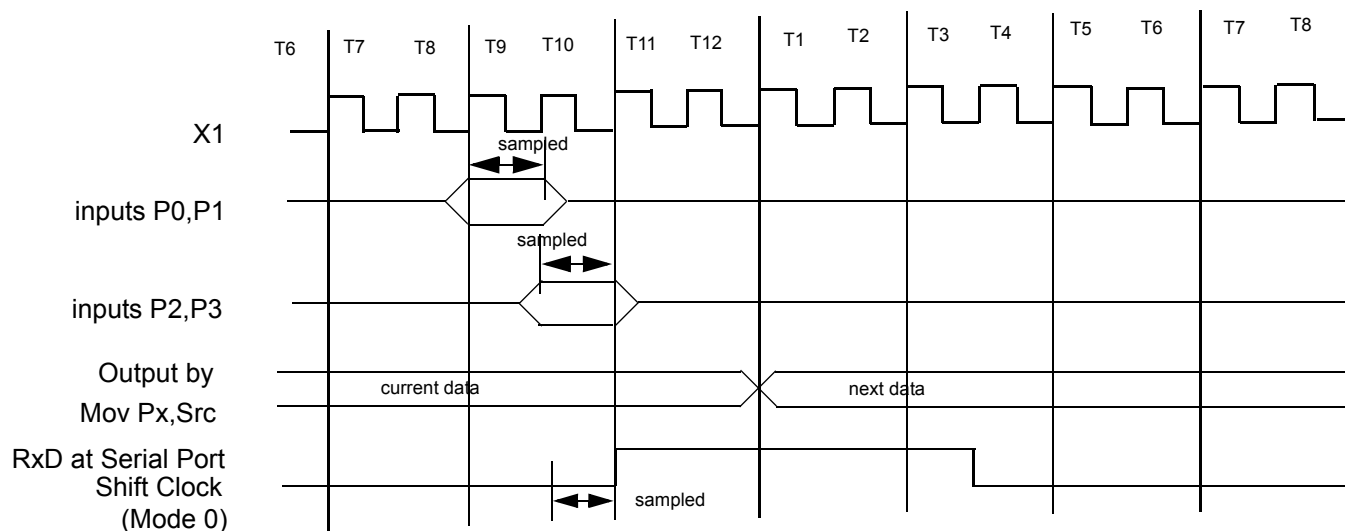 T6 T7 T8 T9 T10 T11 T12 T1 T2 T3 T4 T5 T6 T7 T8
X1
sampled
inputs P0,P1
sampled
inputs P2,P3
Output by
current data next data
Mov Px,Src
RxD at Serial Port
Shift Clock
sampled
(Mode 0)